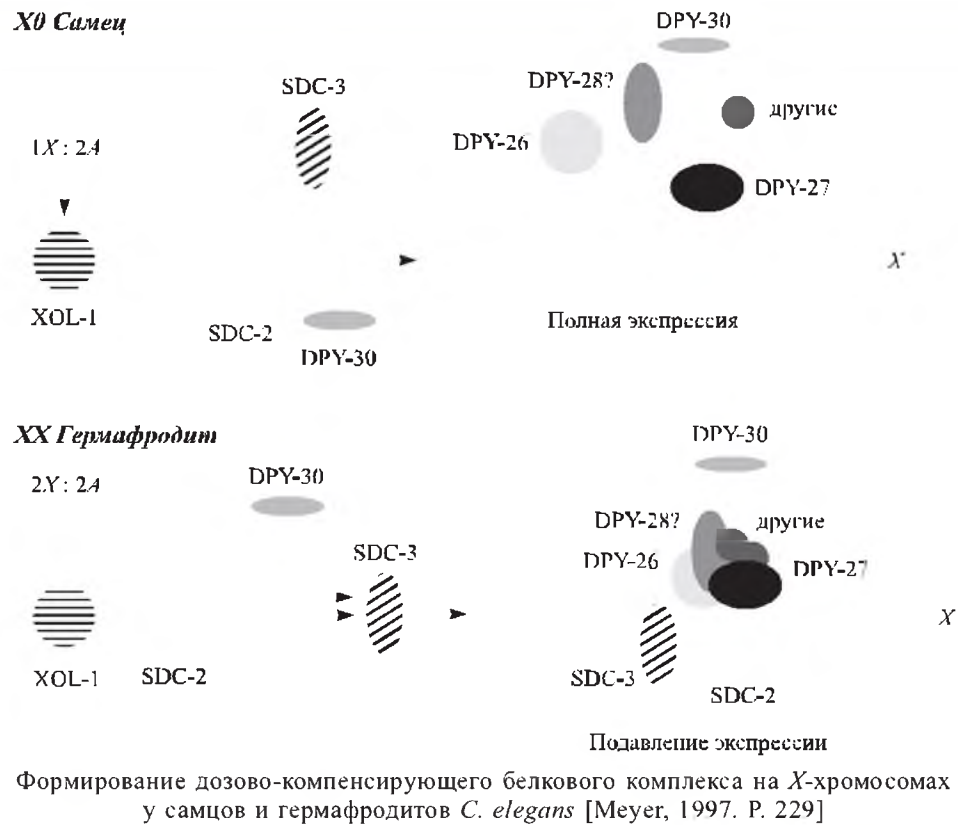 X0 Самец
DPY-30
SDC-3
DPY-28?
другие
DPY-26
1X : 2A
DPY-27
X
XOL-1
SDC-2
DPY-30
Полная экспрессия
XX Гермафродит
DPY-30
2X : 2A
DPY-30
DPY-28?
другие
SDC-3
DPY-26
DPY-27
X
XOL-1
SDC-2
SDC-3
SDC-2
Подавление экспрессии
Формирование дозово-компенсирующего белкового комплекса на X-хромосомах
у самцов и гермафродитов C. elegans [Meyer, 1997. P. 229]